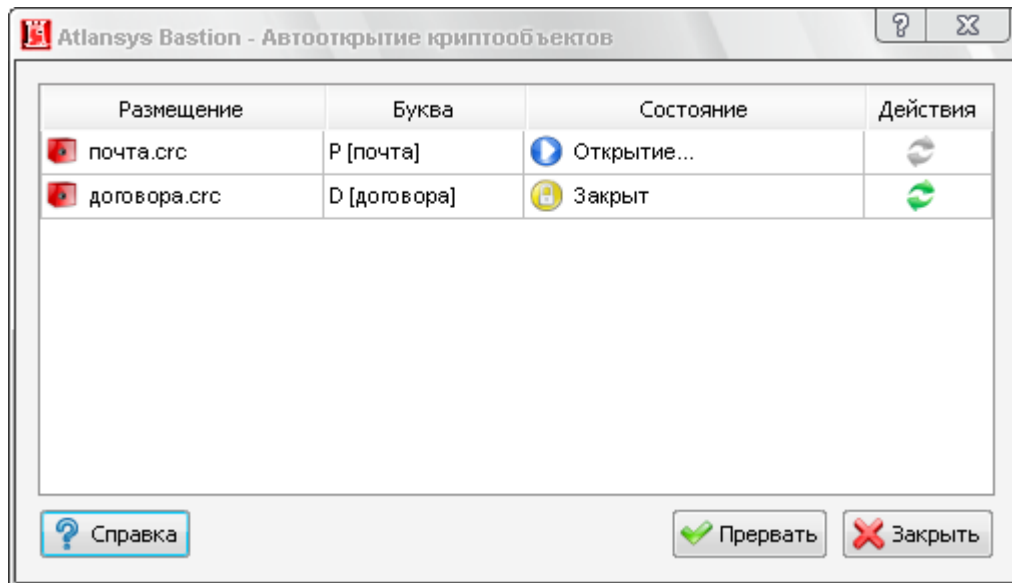 Atlansys Bastion - Автооткрытие криптообъектов
Размещение Буква Состояние Действия
почта.crc P [почта] Открытие...
договора.crc D [договора] Закрыт
Справка Прервать Закрыть